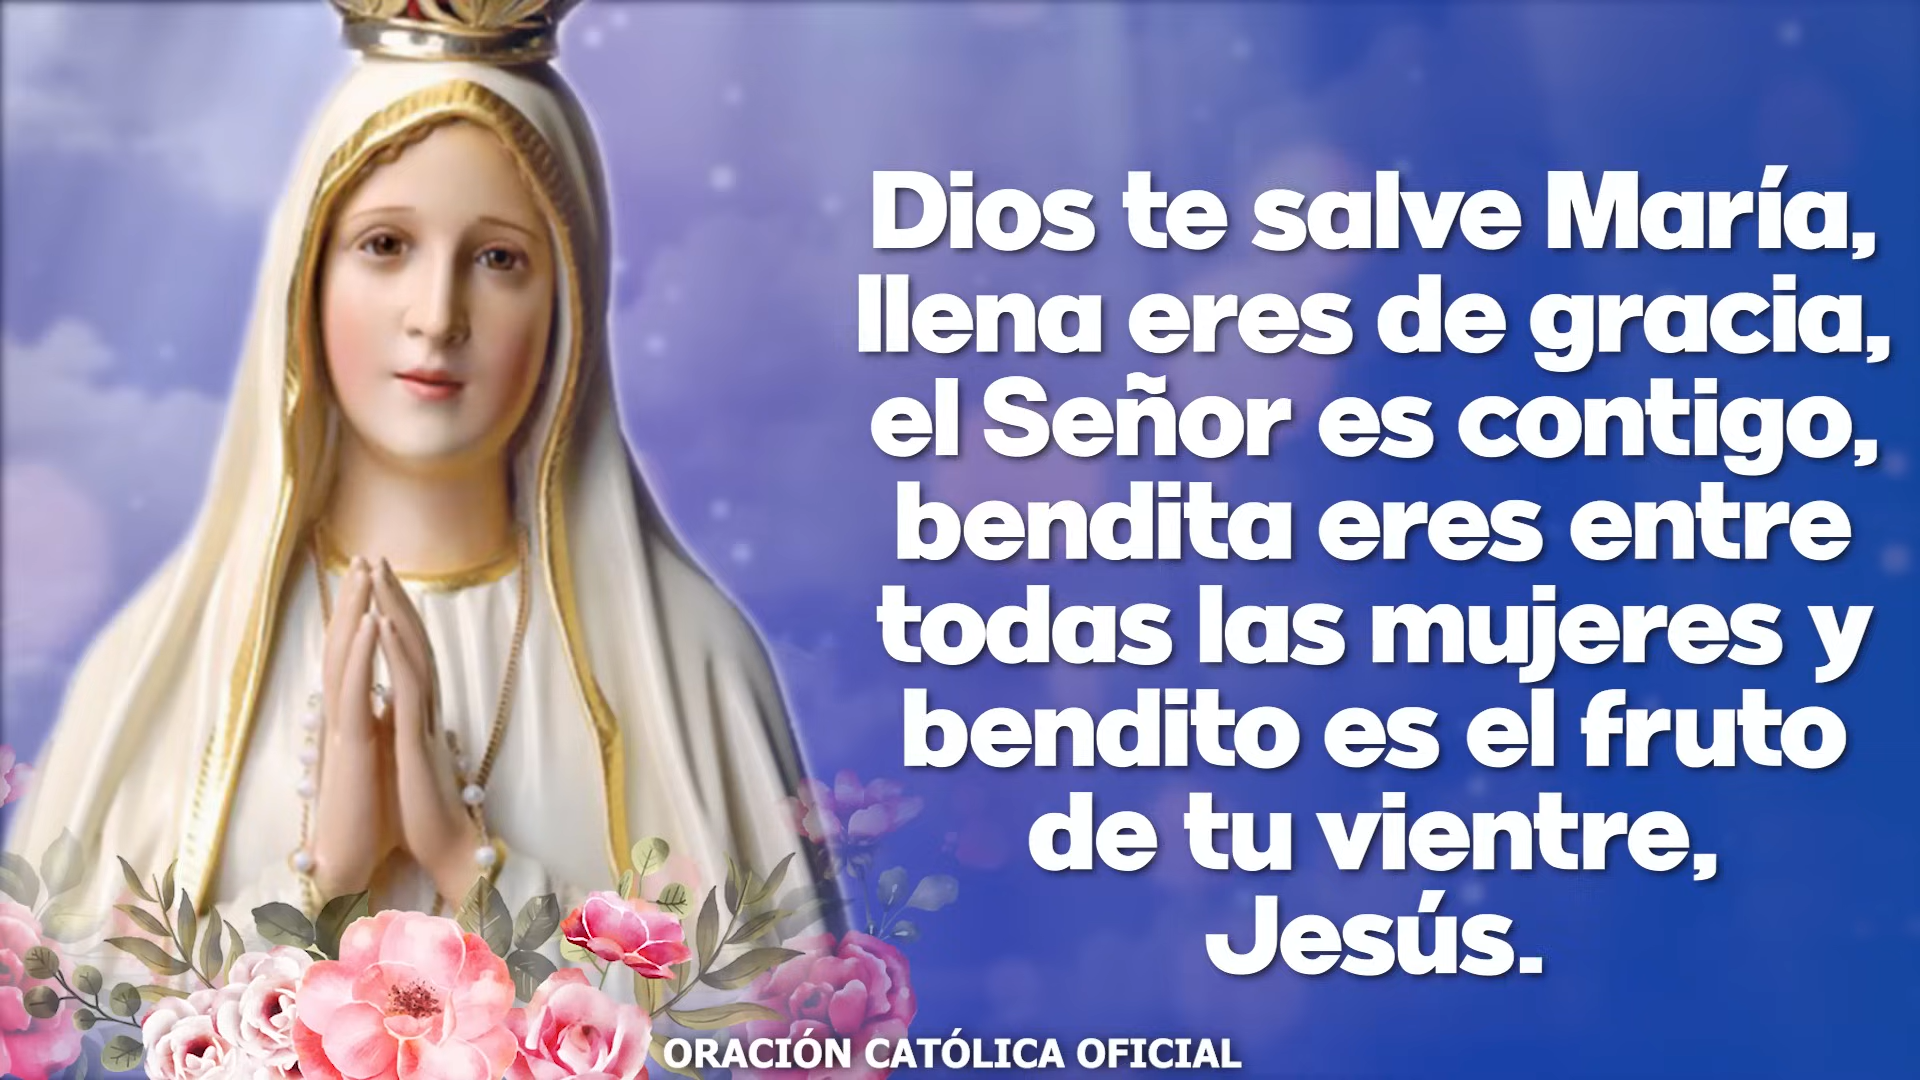 Dios te salve María,
llena eres de gracia,
el Señor es contigo,
bendita eres entre
todas las mujeres y
bendito es el fruto
de tu vientre,
Jesús.
ORACIÓN CATÓLICA OFICIAL